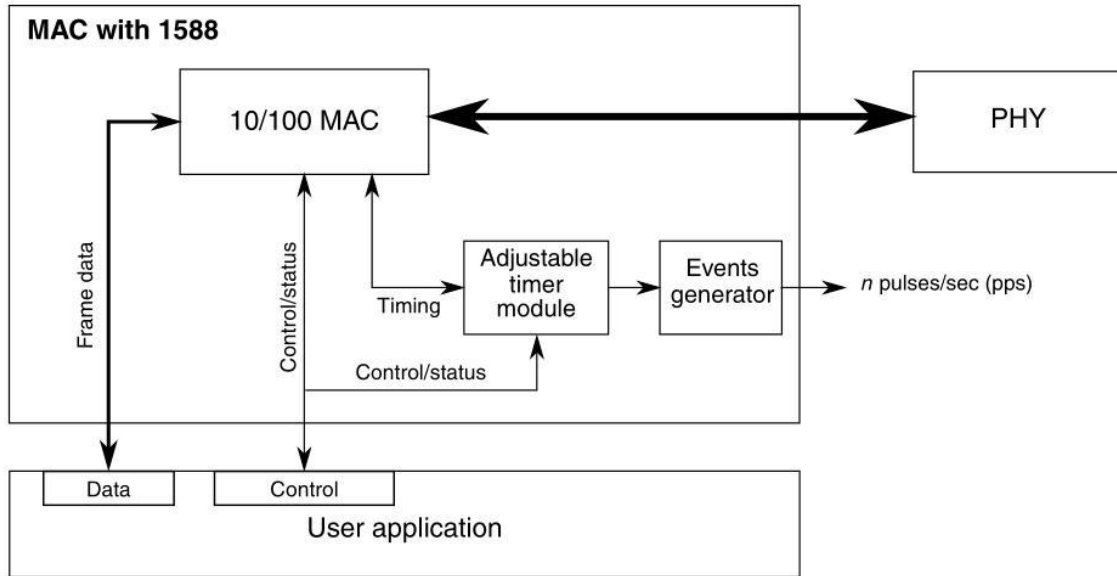 MAC with 1588
10/100 MAC
PHY
Frame data
Control/status
Timing
Adjustable
timer
module
Events
generator
n pulses/sec (pps)
Control/status
Data
Control
User application